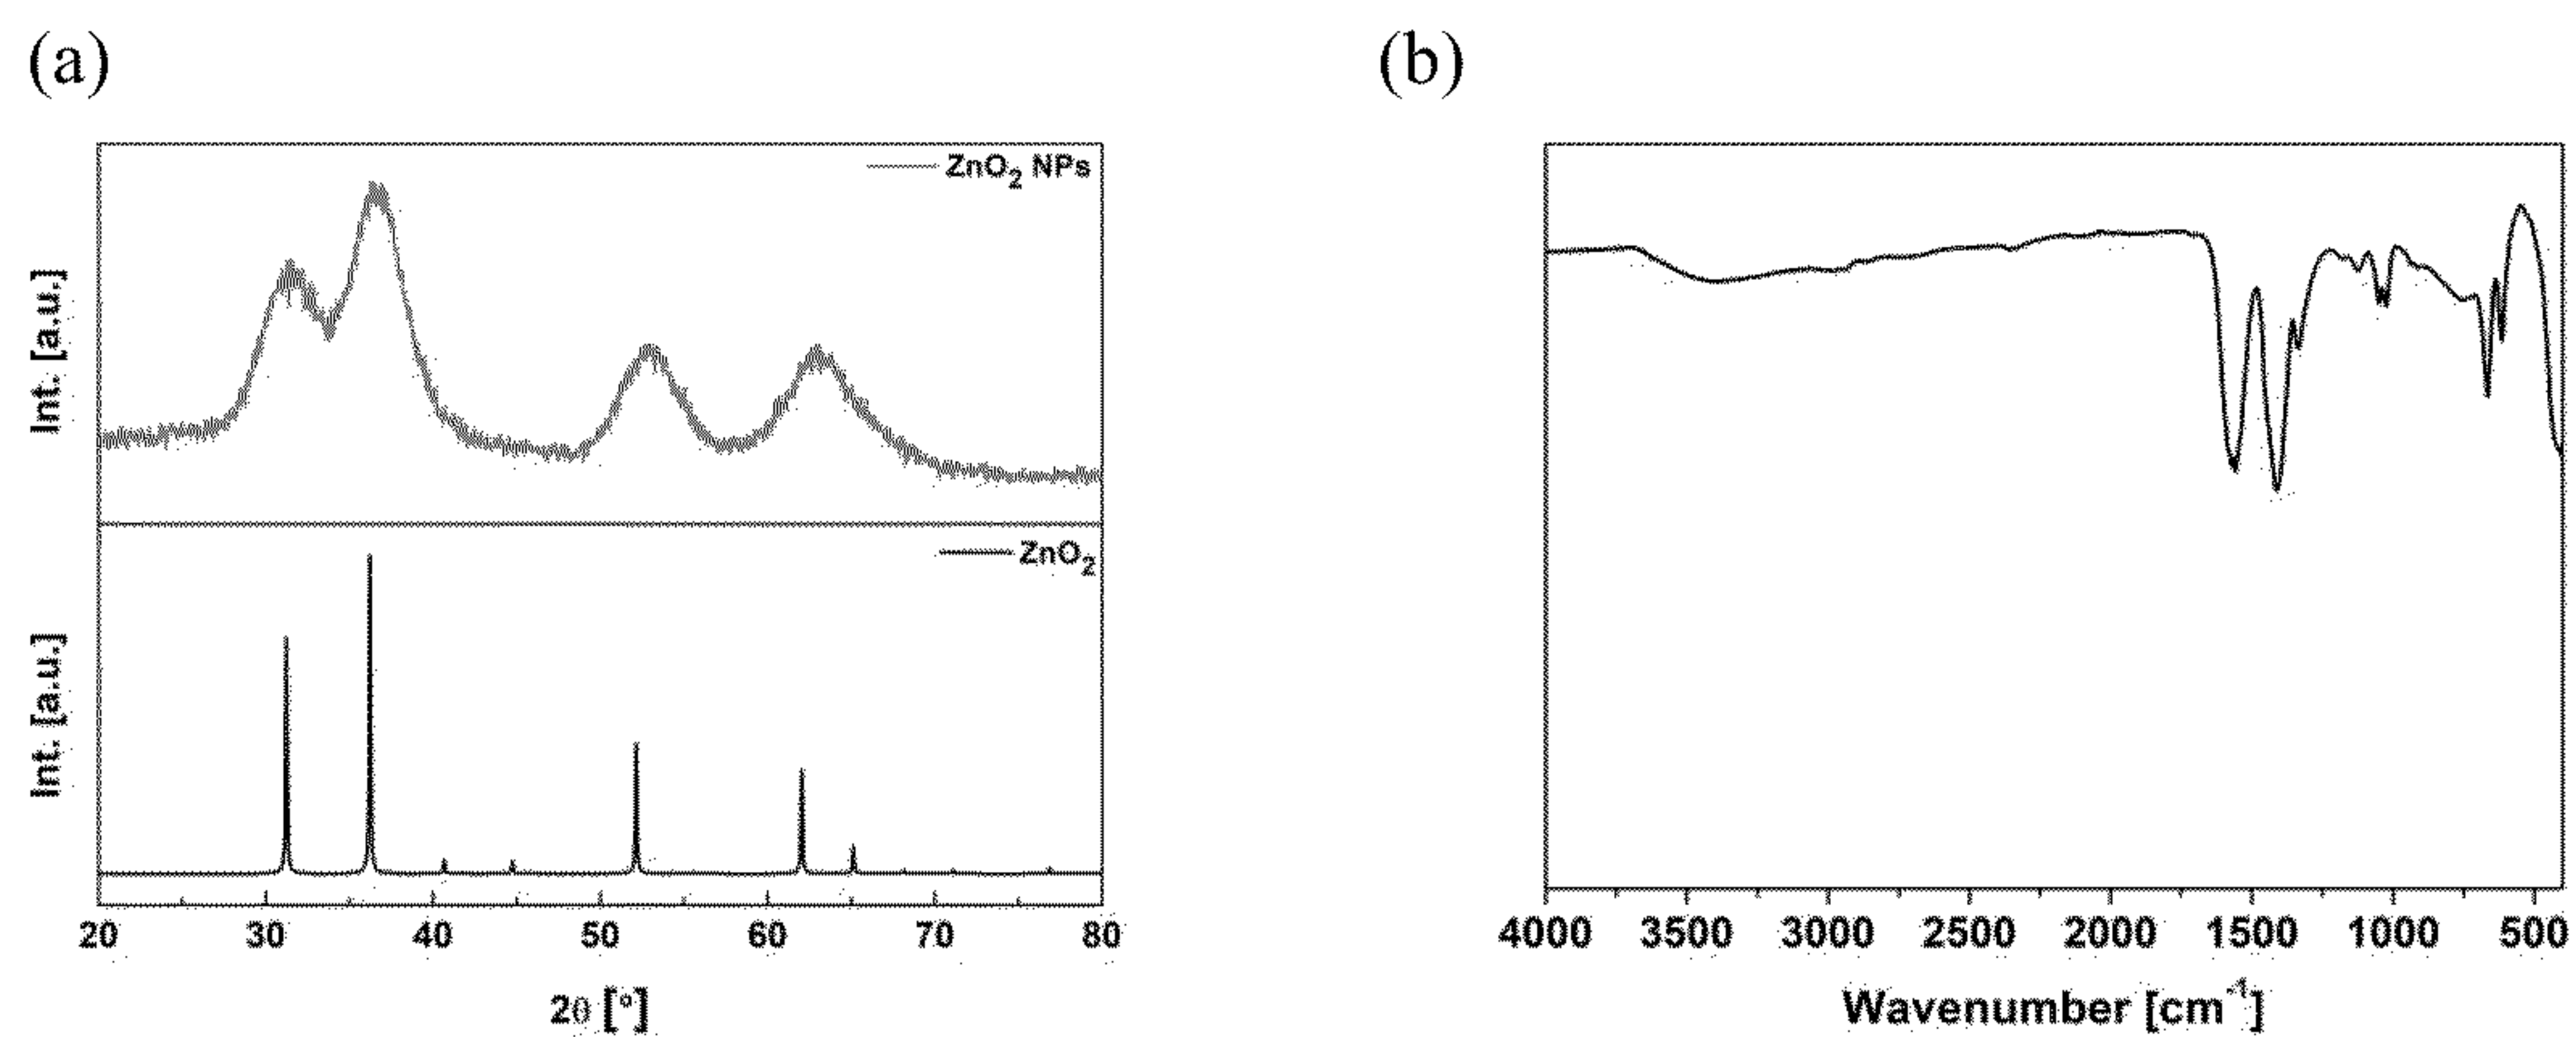 (a)
(b)
ZnO₂ NPs
Int. [a.u.]
ZnO₂
Int. [a.u.]
20 30 40 50 60 70 80
2θ [°]
4000 3500 3000 2500 2000 1500 1000 500
Wavenumber [cm⁻¹]